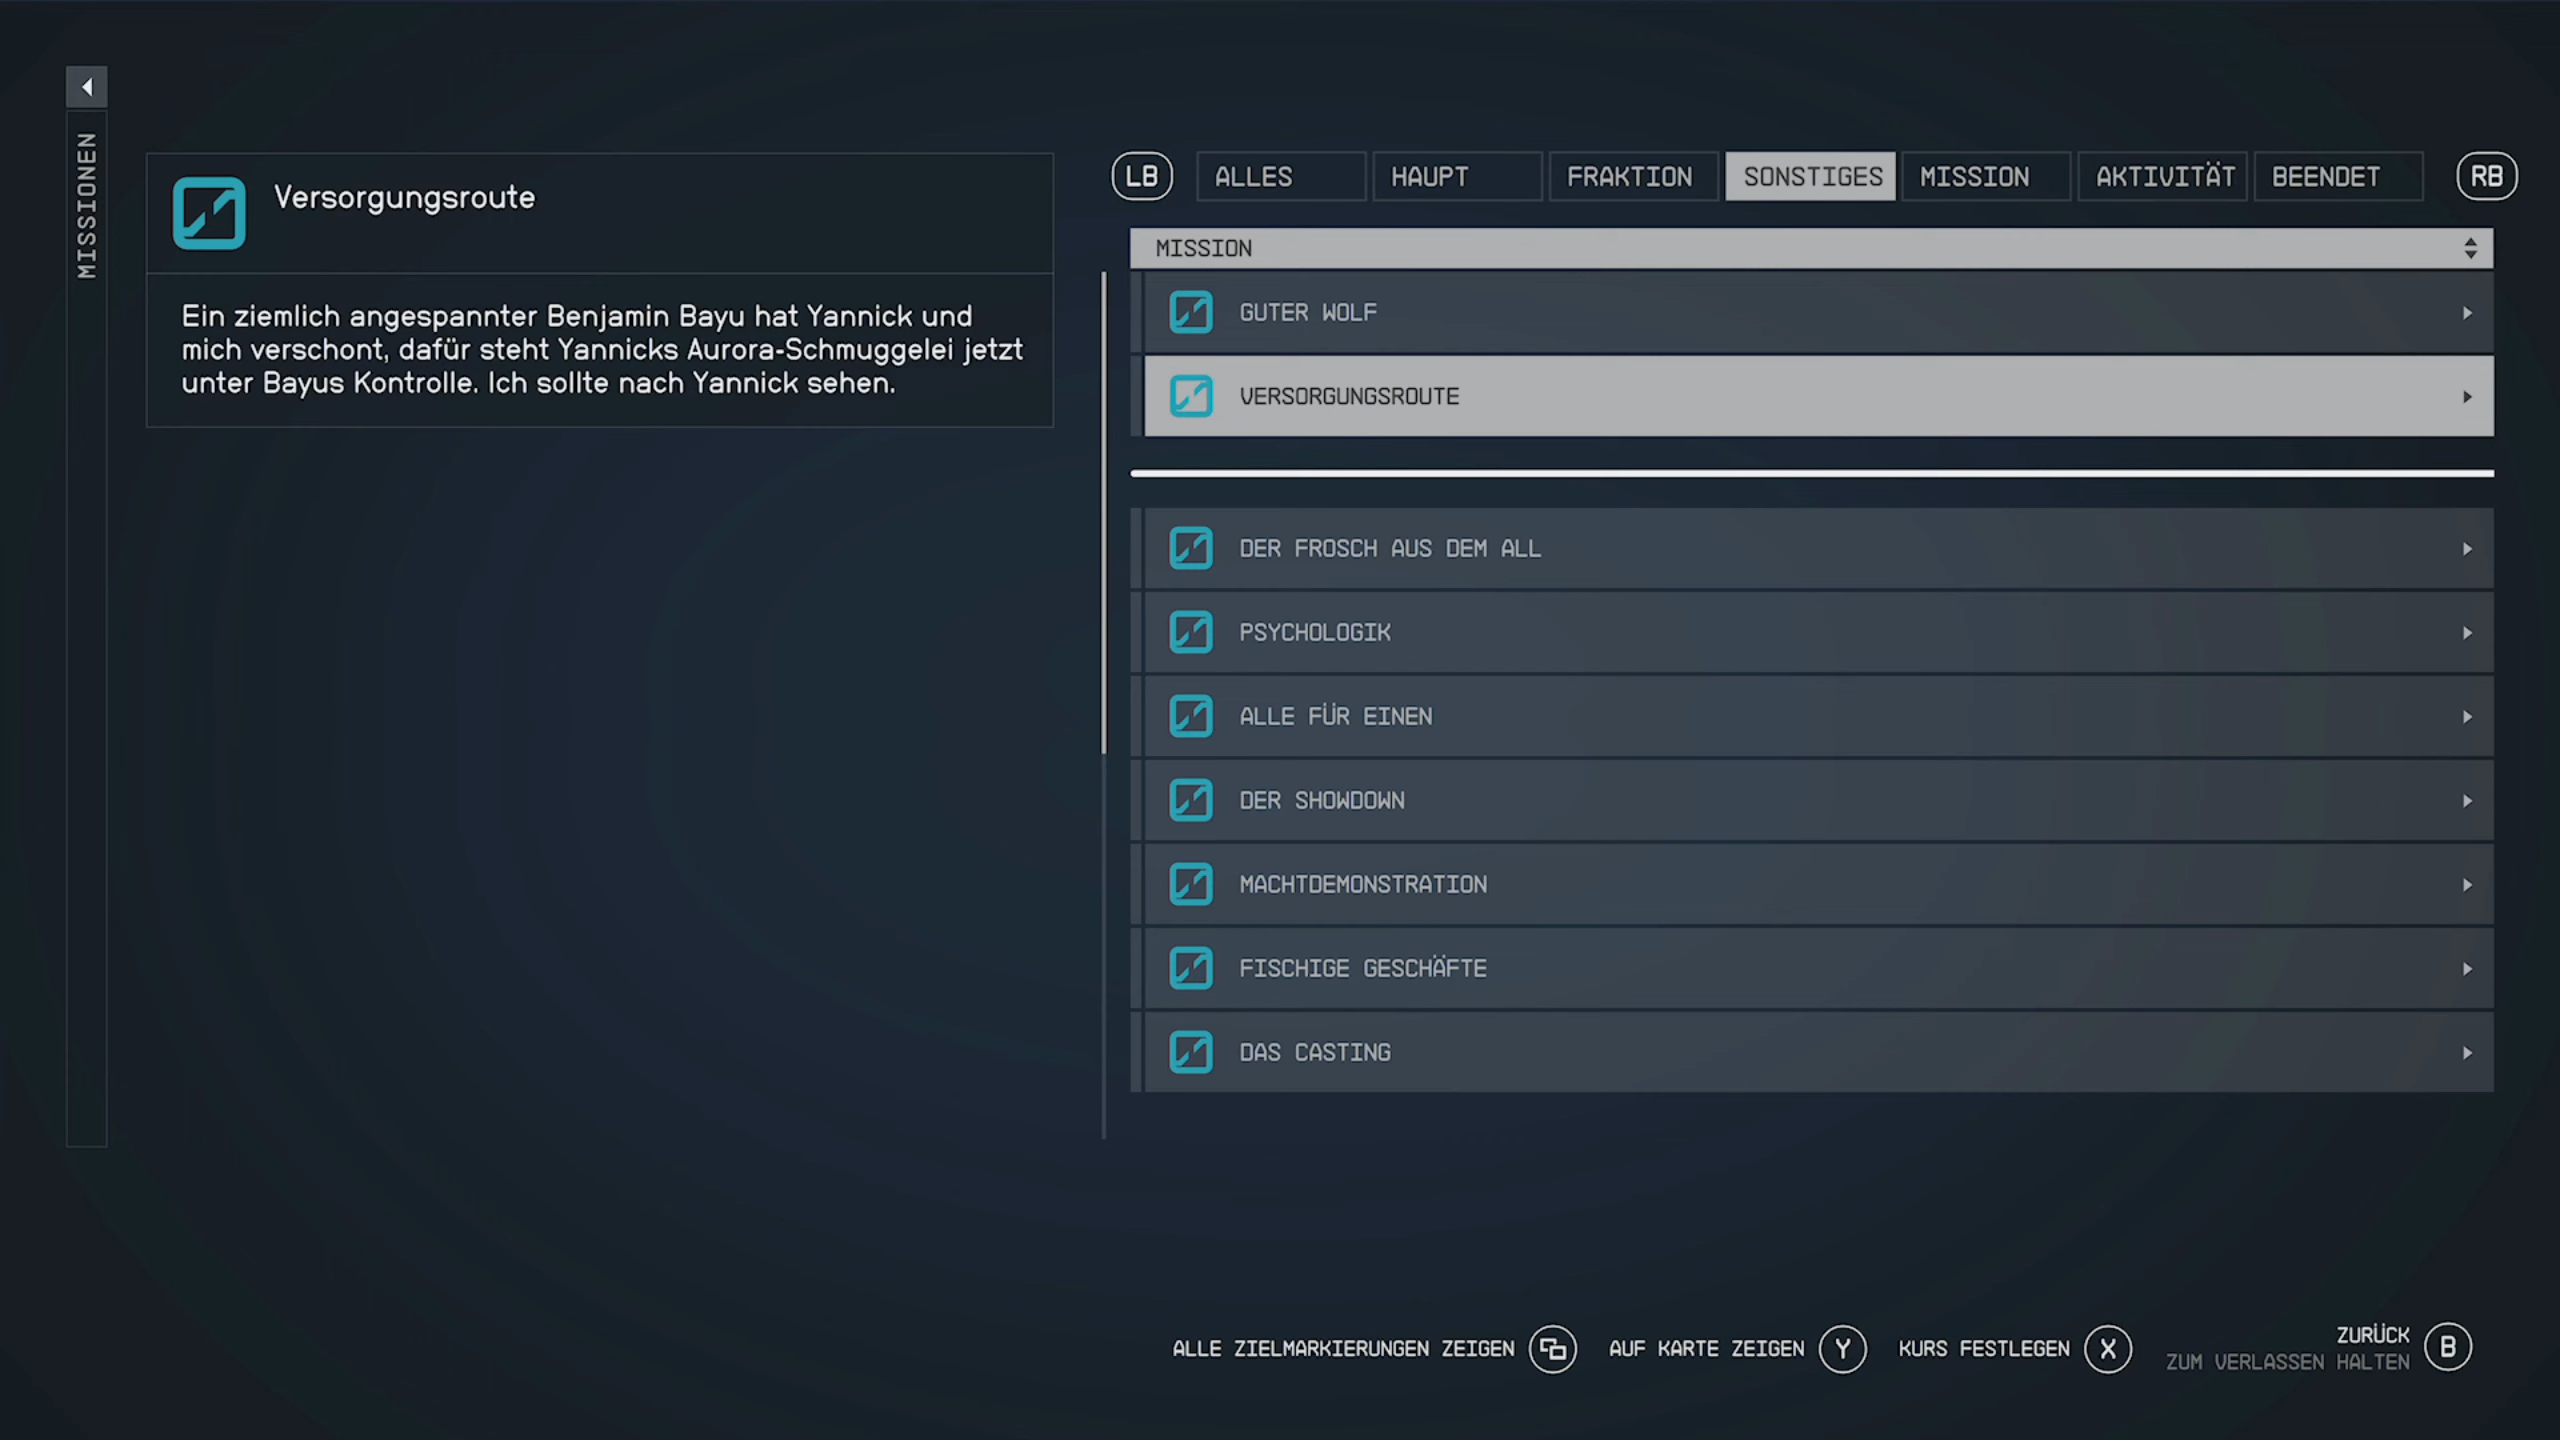 MISSIONEN
Versorgungsroute
Ein ziemlich angespannter Benjamin Bayu hat Yannick und
mich verschont, dafür steht Yannicks Aurora-Schmuggelei jetzt
unter Bayus Kontrolle. Ich sollte nach Yannick sehen.
LB ALLES HAUPT FRAKTION SONSTIGES MISSION AKTIVITÄT BEENDET RB
MISSION
GUTER WOLF
VERSORGUNGSROUTE
DER FROSCH AUS DEM ALL
PSYCHOLOGIK
ALLE FÜR EINEN
DER SHOWDOWN
MACHTDEMONSTRATION
FISCHIGE GESCHÄFTE
DAS CASTING
ALLE ZIELMARKIERUNGEN ZEIGEN AUF KARTE ZEIGEN Y KURS FESTLEGEN X ZURÜCK B
ZUM VERLASSEN HALTEN